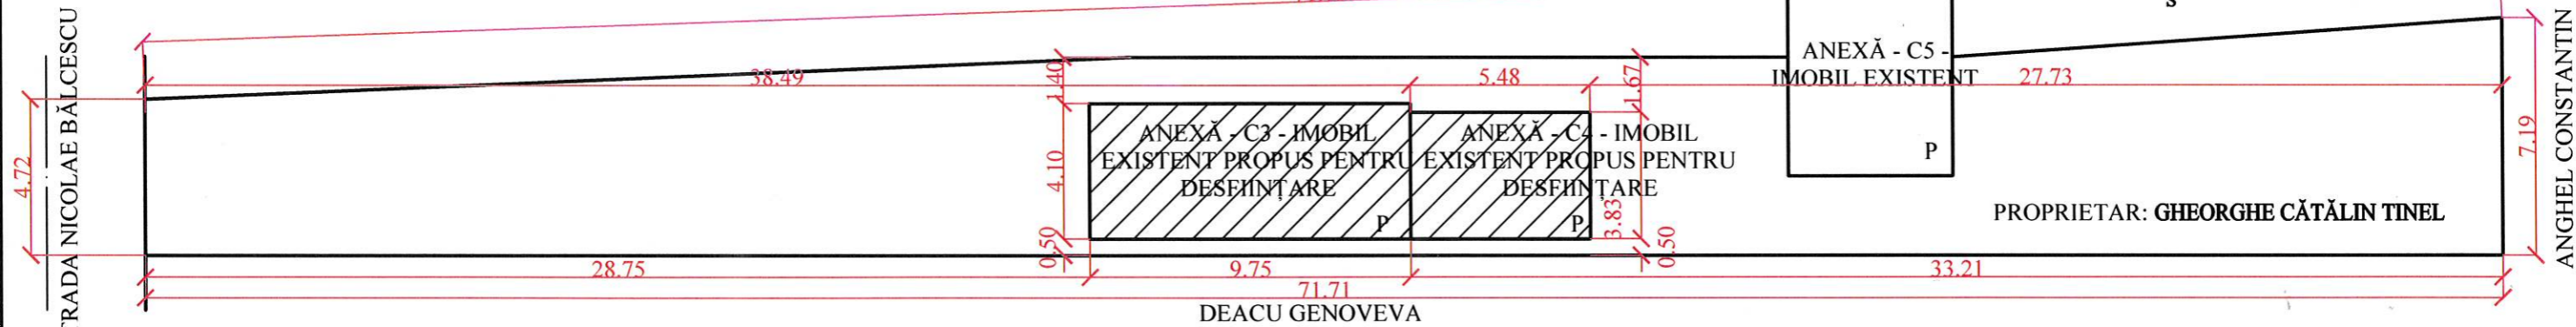 S
STRADA NICOLAE BĂLCESCU
4.72
38.49
1.40
5.48
1.67
ANEXĂ - C5 -
IMOBIL EXISTENT
P
27.73
7.19
ANGHEL CONSTANTIN
4.10
ANEXĂ - C3 - IMOBIL
EXISTENT PROPUS PENTRU
DESFIINȚARE
P
ANEXĂ - C4 - IMOBIL
EXISTENT PROPUS PENTRU
DESFIINȚARE
P
3.83
PROPRIETAR: GHEORGHE CĂTĂLIN TINEL
0.50
0.50
28.75
9.75
33.21
71.71
DEACU GENOVEVA